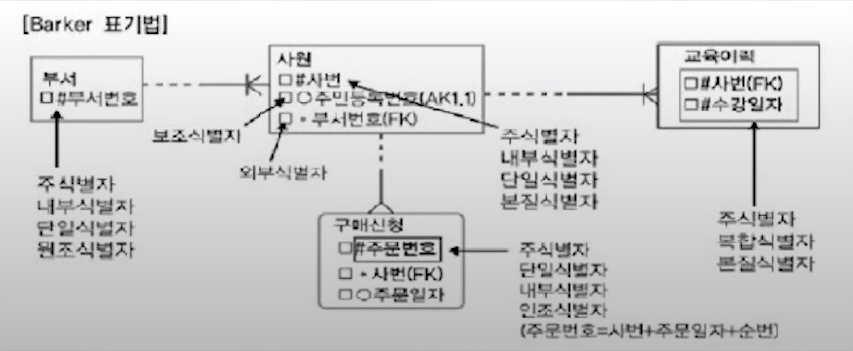 [Barker 표기법]
부서
□ #부서번호
사원
□ #사번
□ ○주민등록번호(AK1.1)
□ * 부서번호(FK)
교육이력
□ #사번(FK)
□ #수강일자
보조식별자
외부식별자
주식별자
내부식별자
단일식별자
원조식별자
주식별자
내부식별자
단일식별자
본질식별자
구매신청
□ #주문번호
□ * 사번(FK)
□ ○주문일자
주식별자
단일식별자
내부식별자
인조식별자
(주문번호=사번+주문일자+순번)
주식별자
복합식별자
본질식별자